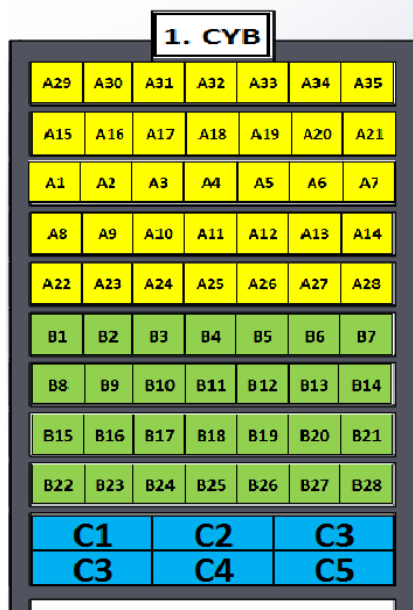 1. CYB
A29 A30 A31 A32 A33 A34 A35
A15 A16 A17 A18 A19 A20 A21
A1 A2 A3 A4 A5 A6 A7
A8 A9 A10 A11 A12 A13 A14
A22 A23 A24 A25 A26 A27 A28
B1 B2 B3 B4 B5 B6 B7
B8 B9 B10 B11 B12 B13 B14
B15 B16 B17 B18 B19 B20 B21
B22 B23 B24 B25 B26 B27 B28
C1 C2 C3
C3 C4 C5